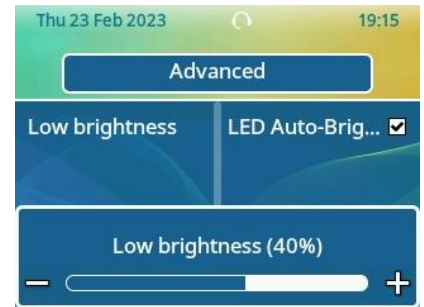 Thu 23 Feb 2023 19:15
Advanced
Low brightness LED Auto-Brig...
Low brightness (40%)